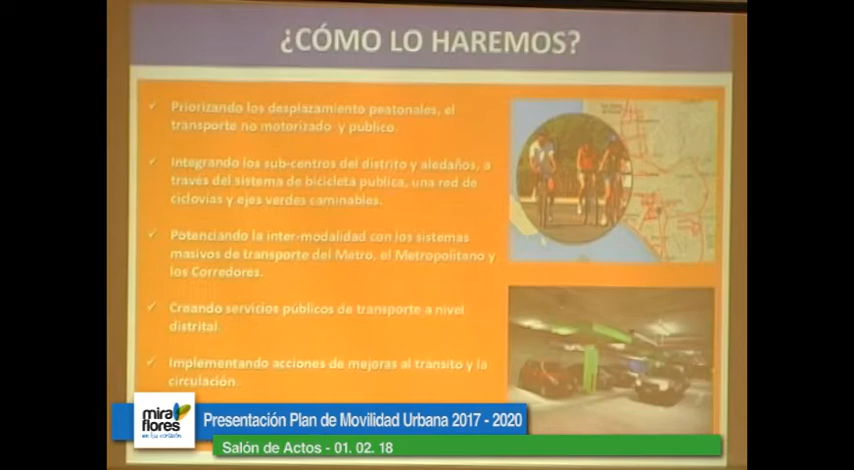 ¿CÓMO LO HAREMOS?
✓ Priorizando los desplazamiento peatonales, el
transporte no motorizado y público.
✓ Integrando los sub-centros del distrito y aledaños, a
través del sistema de bicicleta publica, una red de
ciclovias y ejes verdes caminables.
✓ Potenciando la inter-modalidad con los sistemas
masivos de transporte del Metro, el Metropolitano y
los Corredores.
✓ Creando servicios públicos de transporte a nivel
distrital.
✓ Implementando acciones de mejoras al tránsito y la
circulación.
mira
flores
en tu corazón
Presentación Plan de Movilidad Urbana 2017 - 2020
Salón de Actos - 01. 02. 18